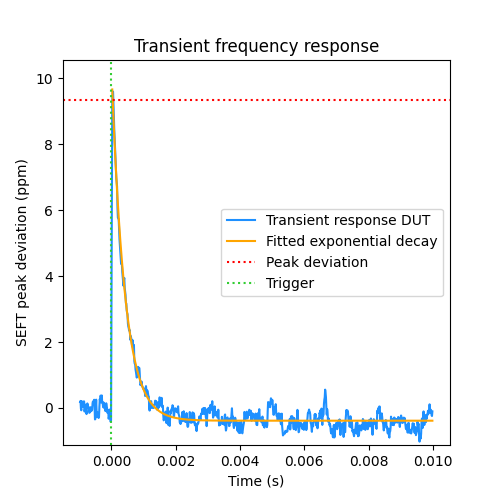 Transient frequency response
SEFT peak deviation (ppm)
10
8
6
4
2
0
Transient response DUT
Fitted exponential decay
Peak deviation
Trigger
0.000 0.002 0.004 0.006 0.008 0.010
Time (s)